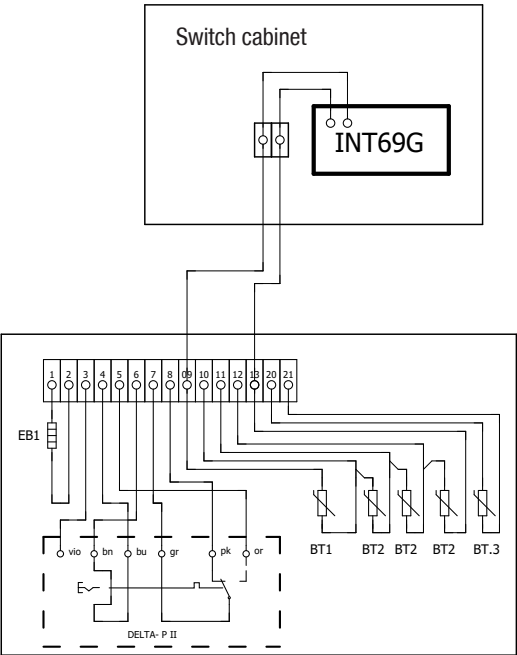 Switch cabinet
INT69G
1 2 3 4 5 6 7 8 09 10 11 12 13 20 21
EB1
vio bn bu gr pk or
BT1 BT2 BT2 BT2 BT.3
DELTA- P II